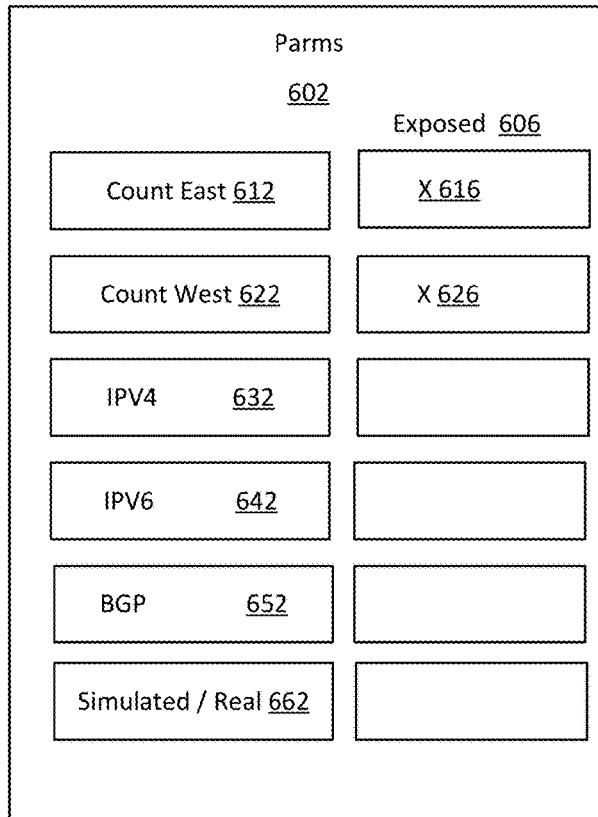 Parms
602
Exposed 606
Count East 612
X 616
Count West 622
X 626
IPV4 632
IPV6 642
BGP 652
Simulated / Real 662